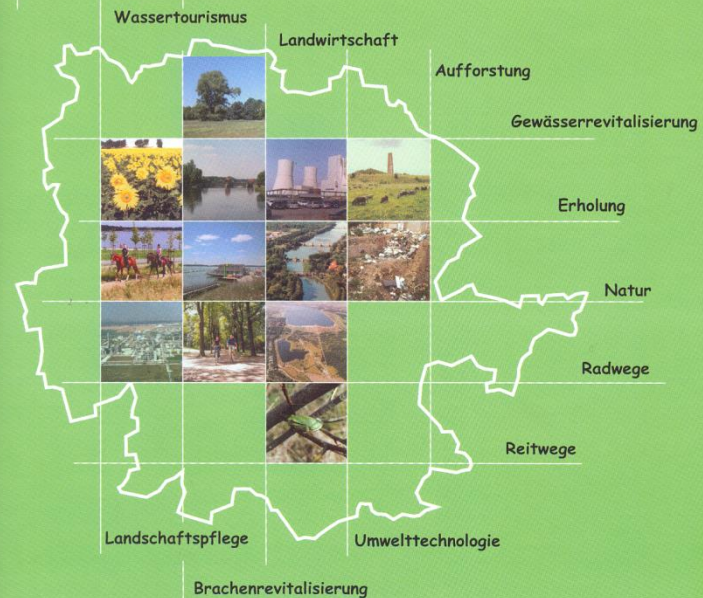 Wassertourismus
Landwirtschaft
Aufforstung
Gewässerrevitalisierung
Erholung
Natur
Radwege
Reitwege
Landschaftspflege
Umwelttechnologie
Brachenrevitalisierung